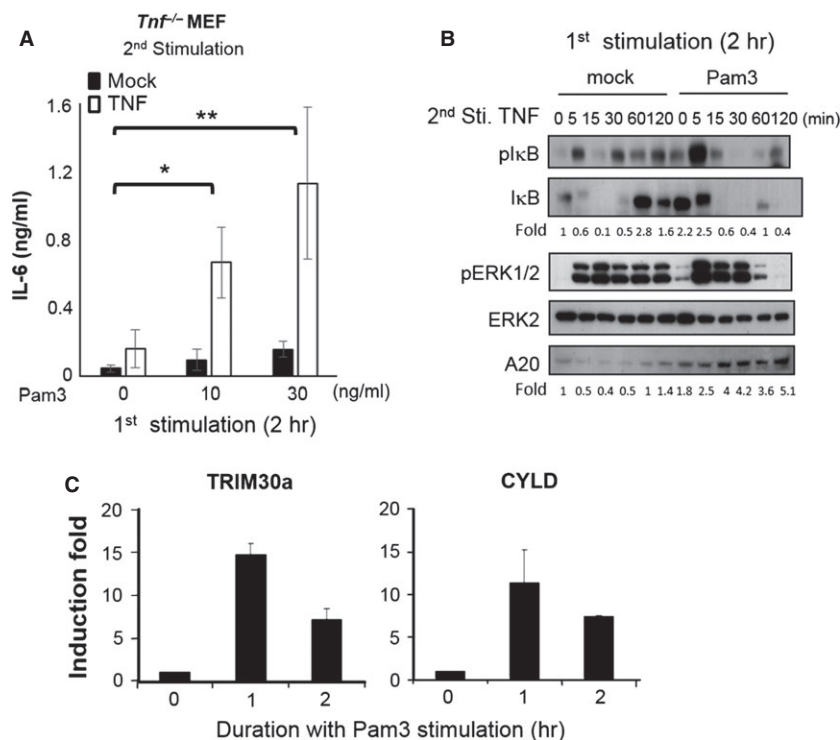 A
Tnf–/– MEF
2nd Stimulation
Mock
TNF
IL-6 (ng/ml)
1.6
1.2
0.8
0.4
0
*
**
Pam3 0 10 30 (ng/ml)
1st stimulation (2 hr)
B
1st stimulation (2 hr)
mock Pam3
2nd Sti. TNF 0 5 15 30 60 120 0 5 15 30 60 120 (min)
pIκB
IκB
Fold 1 0.6 0.1 0.5 2.8 1.6 2.2 2.5 0.6 0.4 1 0.4
pERK1/2
ERK2
A20
Fold 1 0.5 0.4 0.5 1 1.4 1.8 2.5 4 4.2 3.6 5.1
C
TRIM30a
Induction fold
20
15
10
5
0
0 1 2
CYLD
20
15
10
5
0
0 1 2
Duration with Pam3 stimulation (hr)